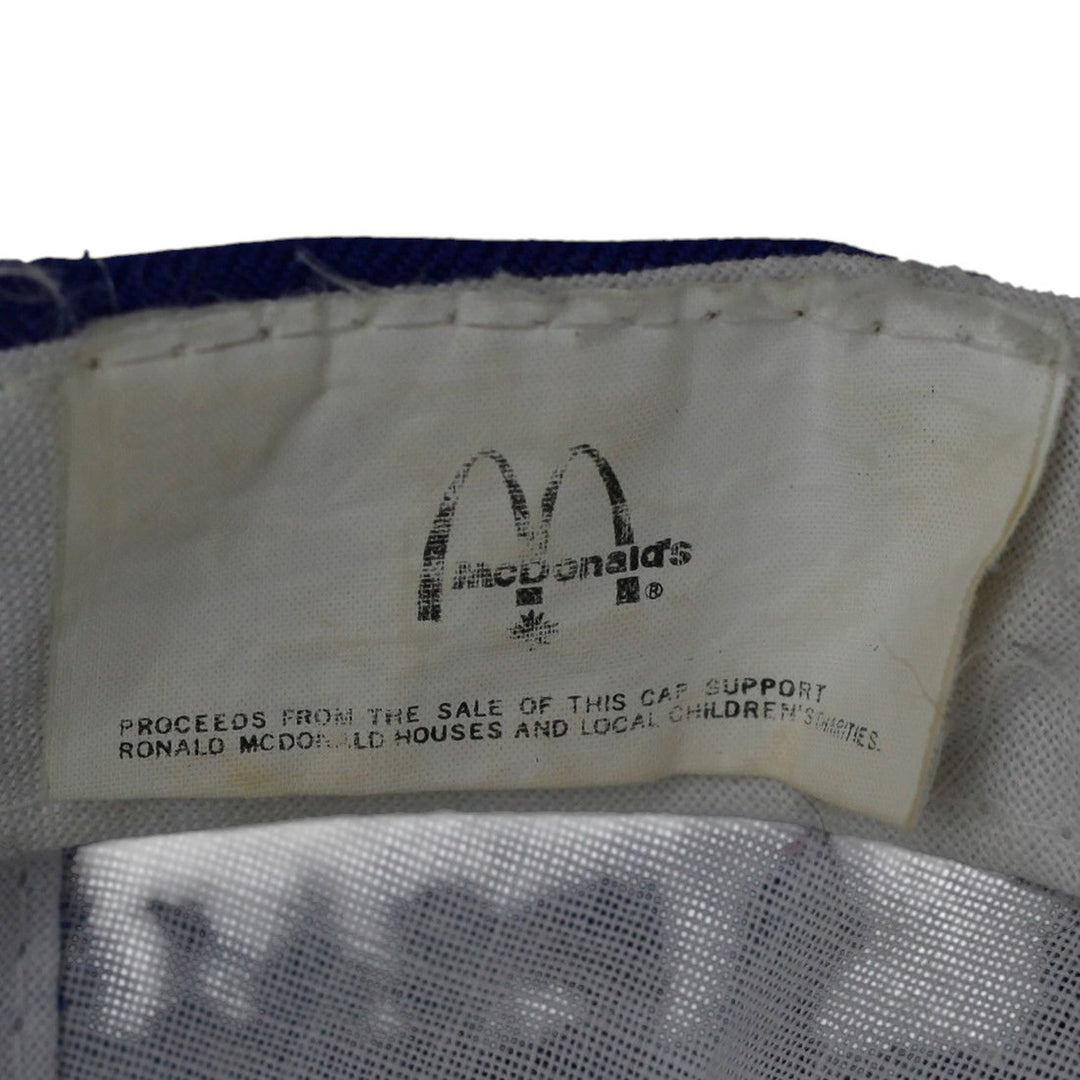 McDonald's ®
PROCEEDS FROM THE SALE OF THIS CAP SUPPORT
RONALD MCDONALD HOUSES AND LOCAL CHILDREN'S CHARITIES.